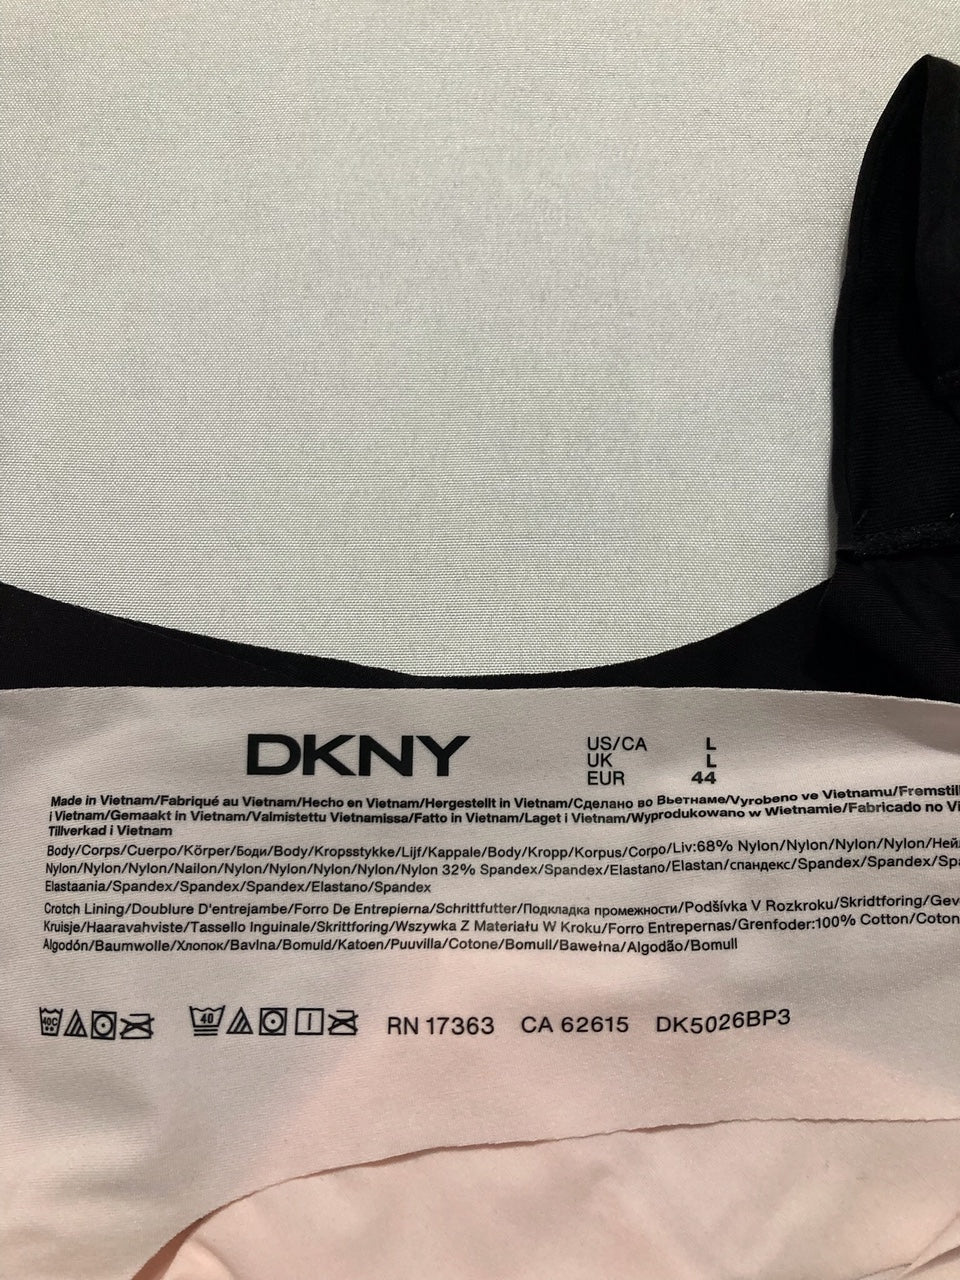 DKNY
US/CA L
UK L
EUR 44
Made in Vietnam/Fabriqué au Vietnam/Hecho en Vietnam/Hergestellt in Vietnam/Сделано во Вьетнаме/Vyrobeno ve Vietnamu/Fremstil
i Vietnam/Gemaakt in Vietnam/Valmistettu Vietnamissa/Fatto in Vietnam/Laget i Vietnam/Wyprodukowano w Wietnamie/Fabricado no Vi
Tillverkad i Vietnam
Body/Corps/Cuerpo/Körper/Боди/Body/Kropsstykke/Lijf/Kappale/Body/Kropp/Korpus/Corpo/Liv:68% Nylon/Nylon/Nylon/Nylon/Ней
Nylon/Nylon/Nylon/Nailon/Nylon/Nylon/Nylon/Nylon/Nylon 32% Spandex/Spandex/Elastano/Elastan/спандекс/Spandex/Spandex/Spa
Elastaania/Spandex/Spandex/Spandex/Elastano/Spandex
Crotch Lining/Doublure D'entrejambe/Forro De Entrepierna/Schrittfutter/Подкладка промежности/Podšívka V Rozkroku/Skridtforing/Gev
Kruisje/Haaravahviste/Tassello Inguinale/Skrittforing/Wszywka Z Materiału W Kroku/Forro Entrepernas/Grenfoder:100% Cotton/Coton
Algodón/Baumwolle/Хлопок/Bavlna/Bomuld/Katoen/Puuvilla/Cotone/Bomull/Bawełna/Algodão/Bomull
40C 40 RN 17363 CA 62615 DK5026BP3